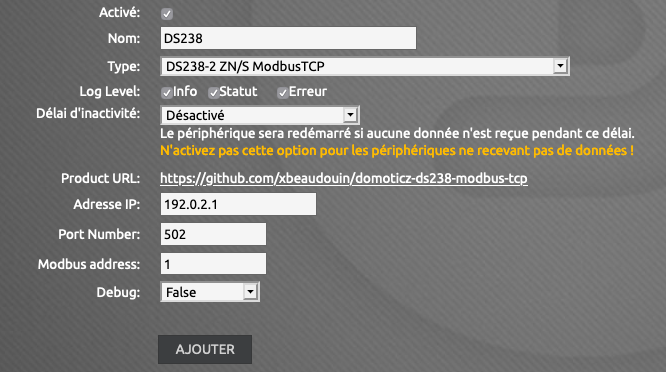 Activé:
Nom: DS238
Type: DS238-2 ZN/S ModbusTCP
Log Level: Info Statut Erreur
Délai d'inactivité: Désactivé
Le périphérique sera redémarré si aucune donnée n'est reçue pendant ce délai.
N'activez pas cette option pour les périphériques ne recevant pas de données !
Product URL: https://github.com/xbeaudouin/domoticz-ds238-modbus-tcp
Adresse IP: 192.0.2.1
Port Number: 502
Modbus address: 1
Debug: False
AJOUTER